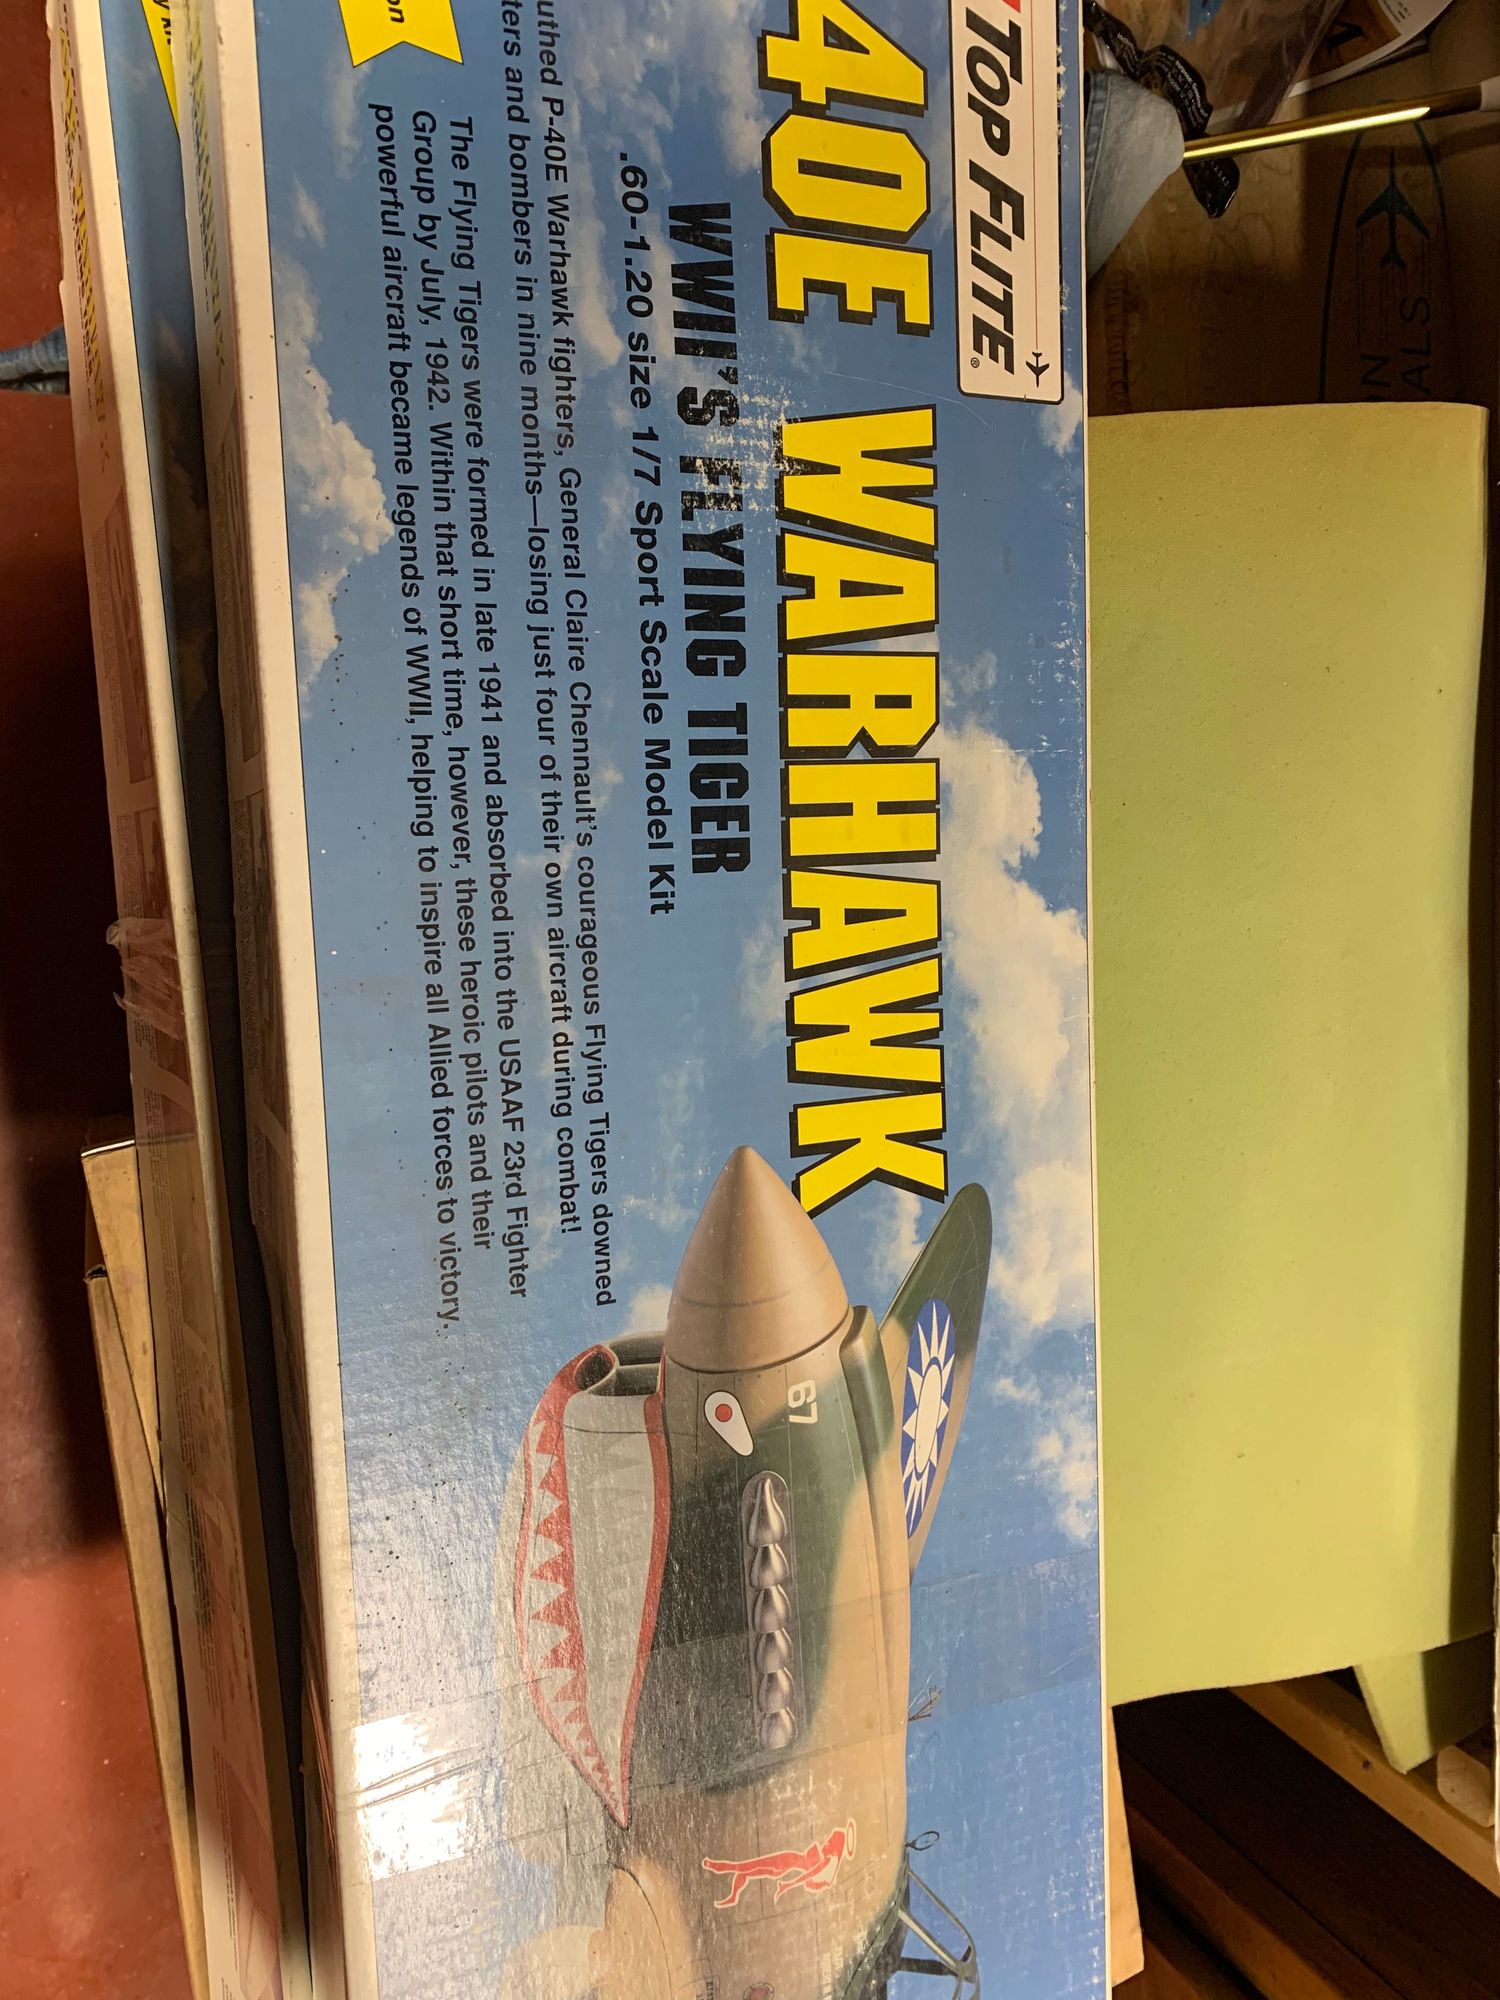 TOP FLITE®
40E WARHAWK
WWII'S FLYING TIGER
.60-1.20 size 1/7 Sport Scale Model Kit
uthed P-40E Warhawk fighters, General Claire Chennault's courageous Flying Tigers downed
ters and bombers in nine months—losing just four of their own aircraft during combat!
The Flying Tigers were formed in late 1941 and absorbed into the USAAF 23rd Fighter
Group by July, 1942. Within that short time, however, these heroic pilots and their
powerful aircraft became legends of WWII, helping to inspire all Allied forces to victory.
on
67
N
ALS